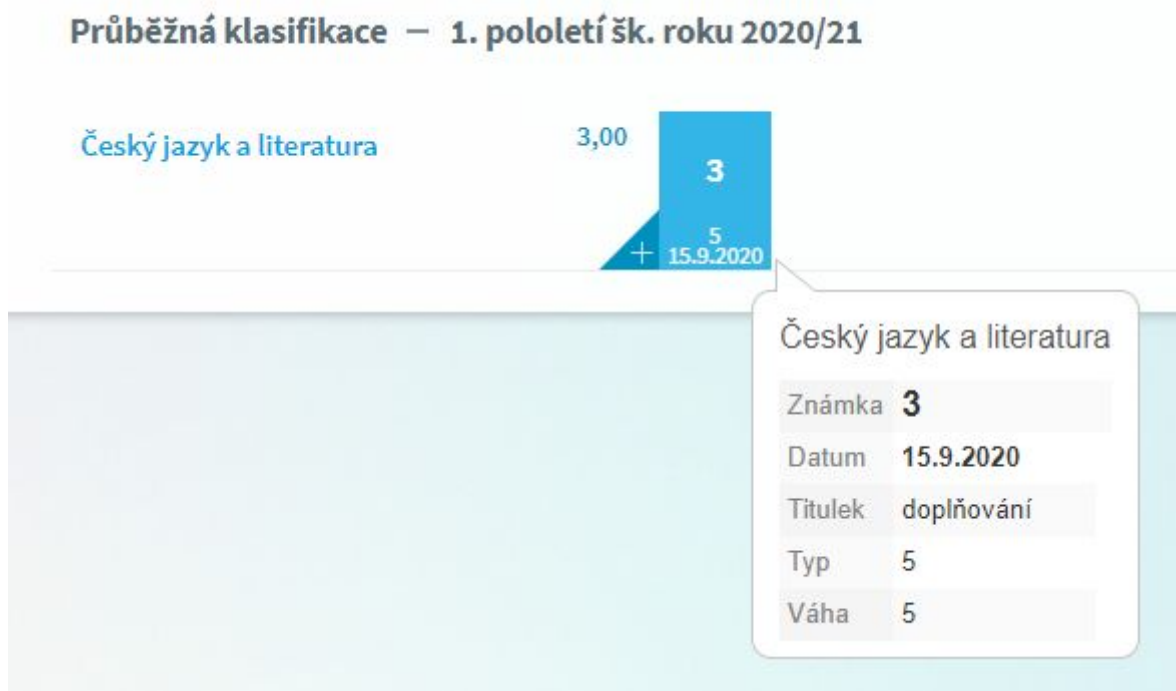 Průběžná klasifikace – 1. pololetí šk. roku 2020/21
Český jazyk a literatura 3,00 3
5
+ 15.9.2020
Český jazyk a literatura
Známka 3
Datum 15.9.2020
Titulek doplňování
Typ 5
Váha 5